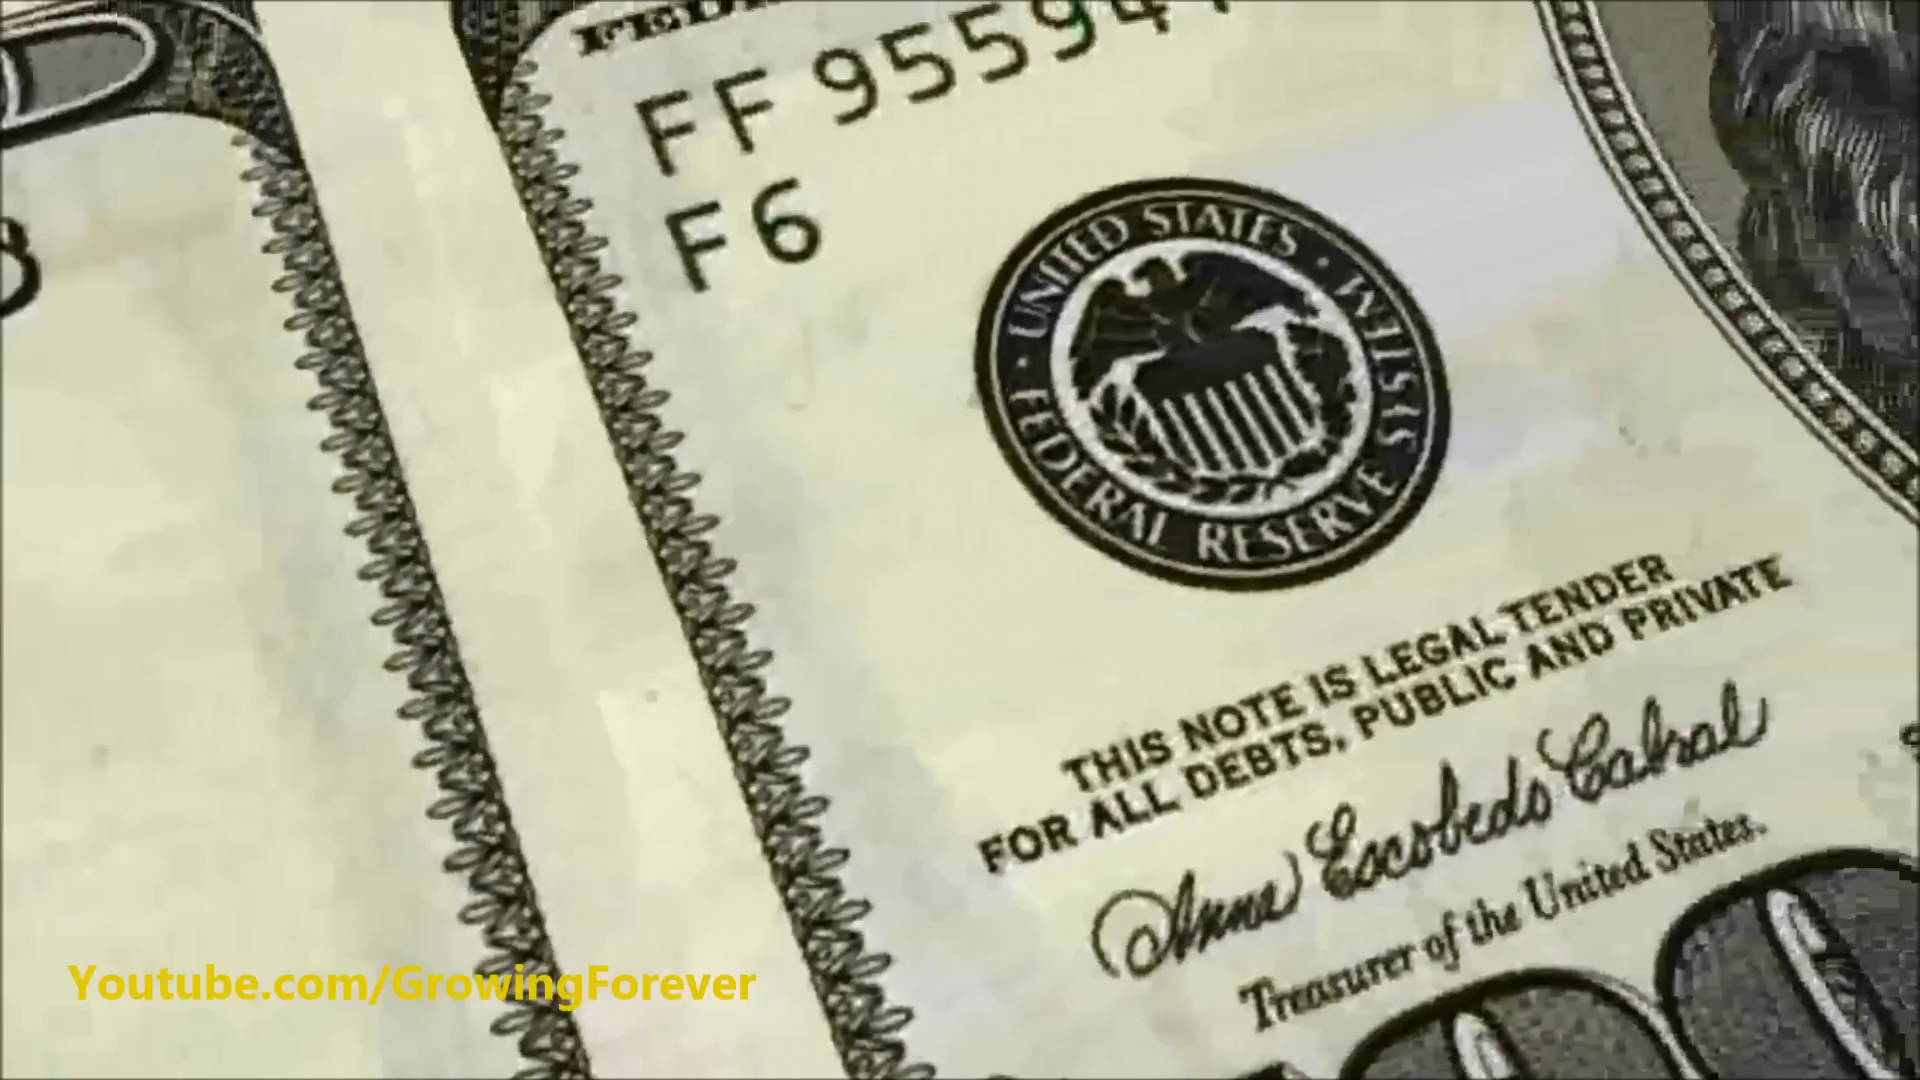 FF 95594
F6
UNITED STATES · FEDERAL RESERVE SYSTEM ·
THIS NOTE IS LEGAL TENDER
FOR ALL DEBTS, PUBLIC AND PRIVATE
Anna Escobedo Cabral
Treasurer of the United States.
Youtube.com/GrowingForever